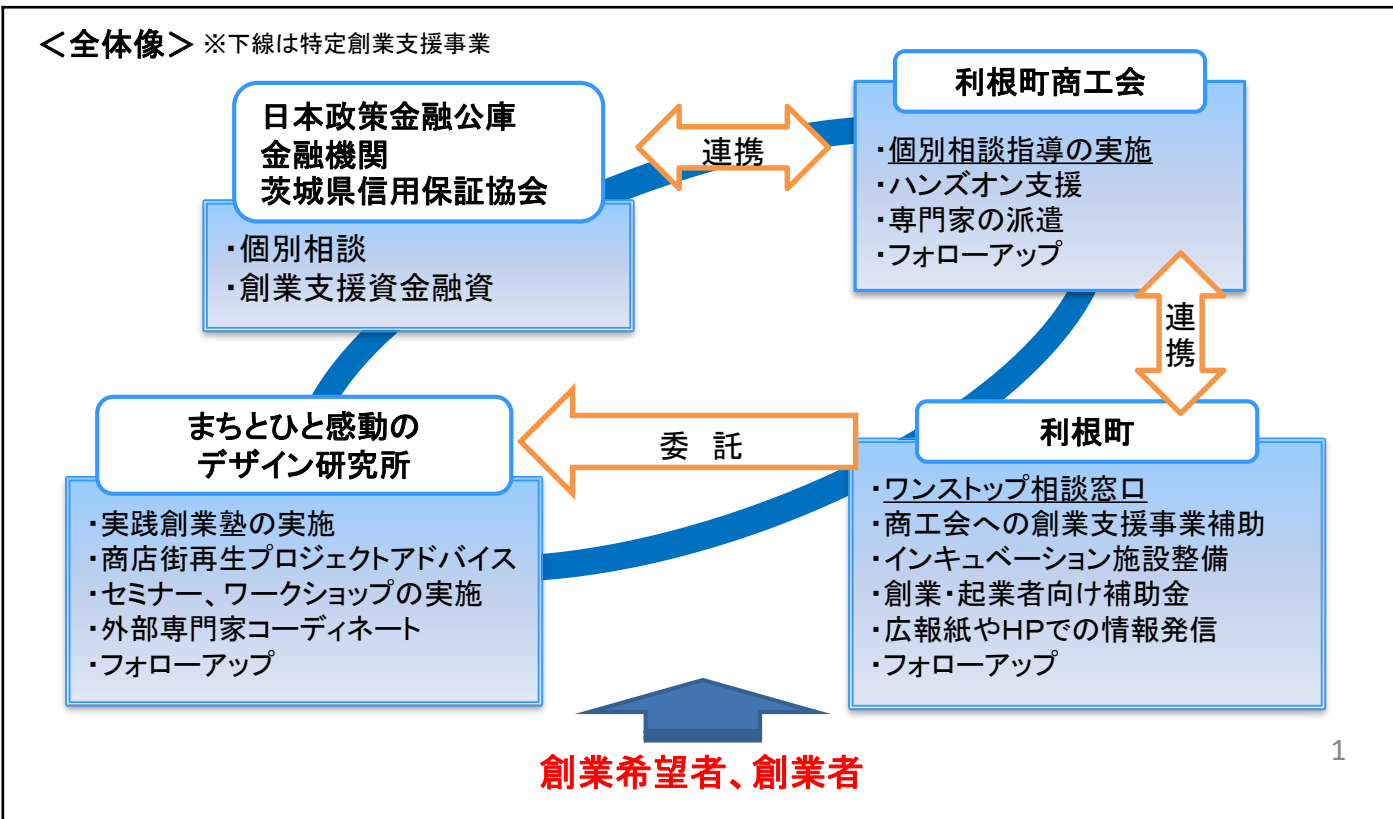 ＜全体像＞ ※下線は特定創業支援事業
日本政策金融公庫
金融機関
茨城県信用保証協会
・個別相談
・創業支援資金融資
連携
利根町商工会
・個別相談指導の実施
・ハンズオン支援
・専門家の派遣
・フォローアップ
連携
まちとひと感動の
デザイン研究所
・実践創業塾の実施
・商店街再生プロジェクトアドバイス
・セミナー、ワークショップの実施
・外部専門家コーディネート
・フォローアップ
委 託
利根町
・ワンストップ相談窓口
・商工会への創業支援事業補助
・インキュベーション施設整備
・創業・起業者向け補助金
・広報紙やHPでの情報発信
・フォローアップ
創業希望者、創業者
1